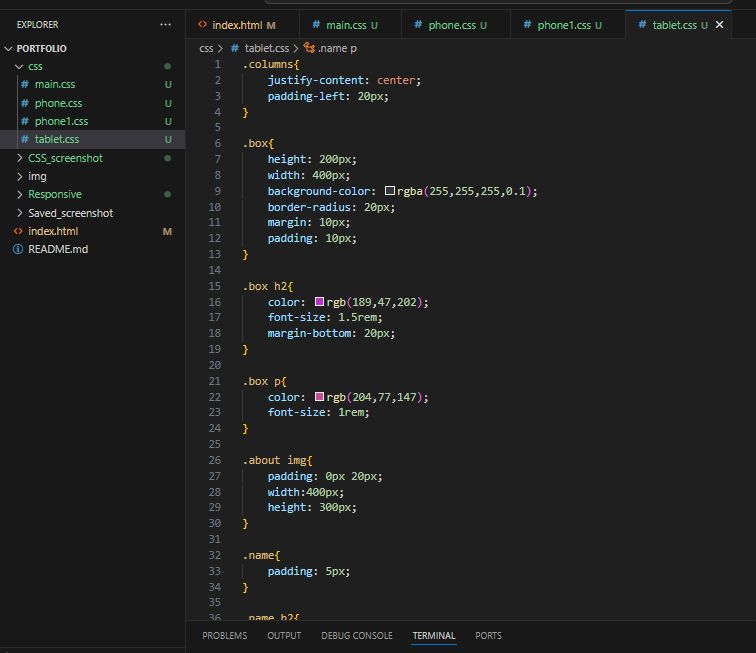 EXPLORER ...
PORTFOLIO
css
# main.css U
# phone.css U
# phone1.css U
# tablet.css U
CSS_screenshot
img
Responsive
Saved_screenshot
<> index.html M
README.md
<> index.html M # main.css U # phone.css U # phone1.css U # tablet.css U ×
css > # tablet.css > .name p
1 .columns{
2 justify-content: center;
3 padding-left: 20px;
4 }
5
6 .box{
7 height: 200px;
8 width: 400px;
9 background-color: rgba(255,255,255,0.1);
10 border-radius: 20px;
11 margin: 10px;
12 padding: 10px;
13 }
14
15 .box h2{
16 color: rgb(189,47,202);
17 font-size: 1.5rem;
18 margin-bottom: 20px;
19 }
20
21 .box p{
22 color: rgb(204,77,147);
23 font-size: 1rem;
24 }
25
26 .about img{
27 padding: 0px 20px;
28 width:400px;
29 height: 300px;
30 }
31
32 .name{
33 padding: 5px;
34 }
35
36 .name h2{
PROBLEMS OUTPUT DEBUG CONSOLE TERMINAL PORTS